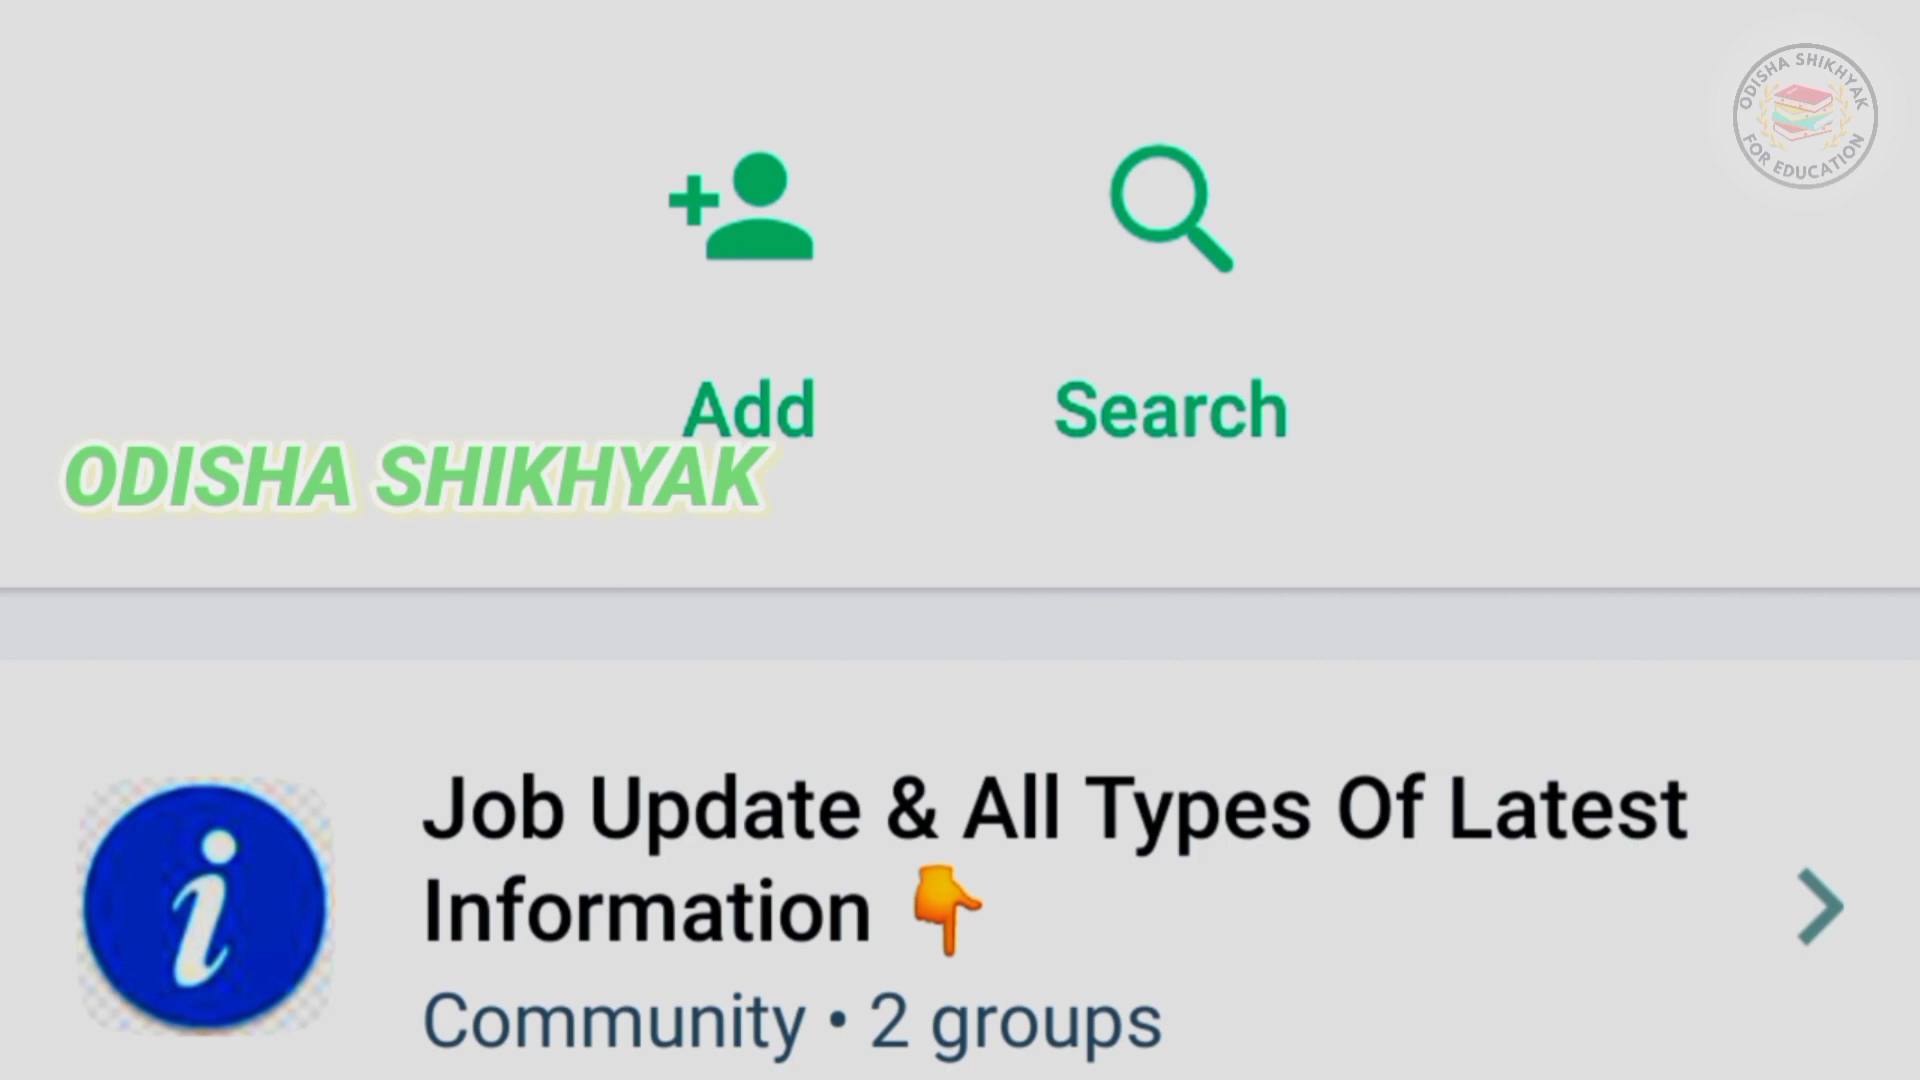 ODISHA SHIKHYAK
FOR EDUCATION
Add
Search
ODISHA SHIKHYAK
Job Update & All Types Of Latest
Information 👇
Community • 2 groups